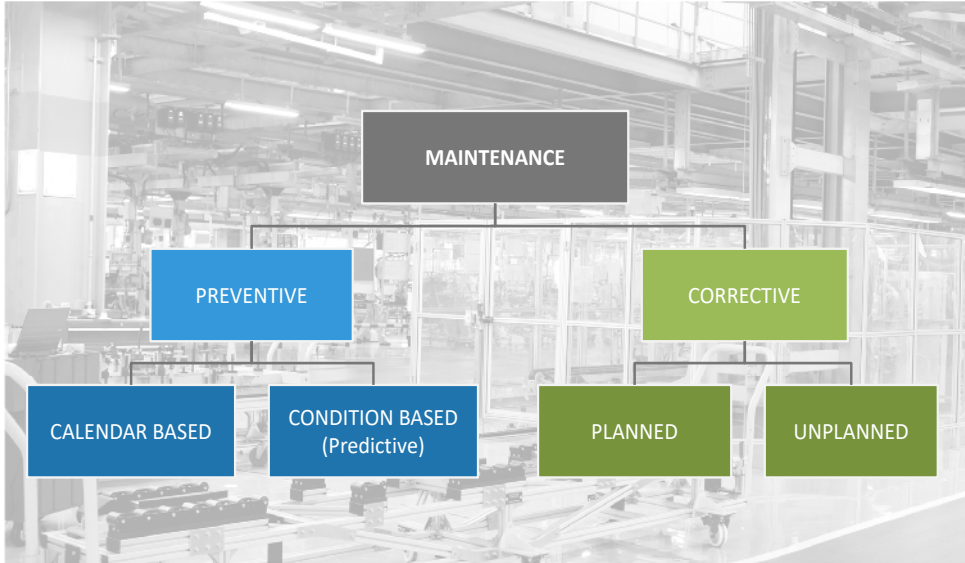 MAINTENANCE
PREVENTIVE
CORRECTIVE
CALENDAR BASED
CONDITION BASED
(Predictive)
PLANNED
UNPLANNED